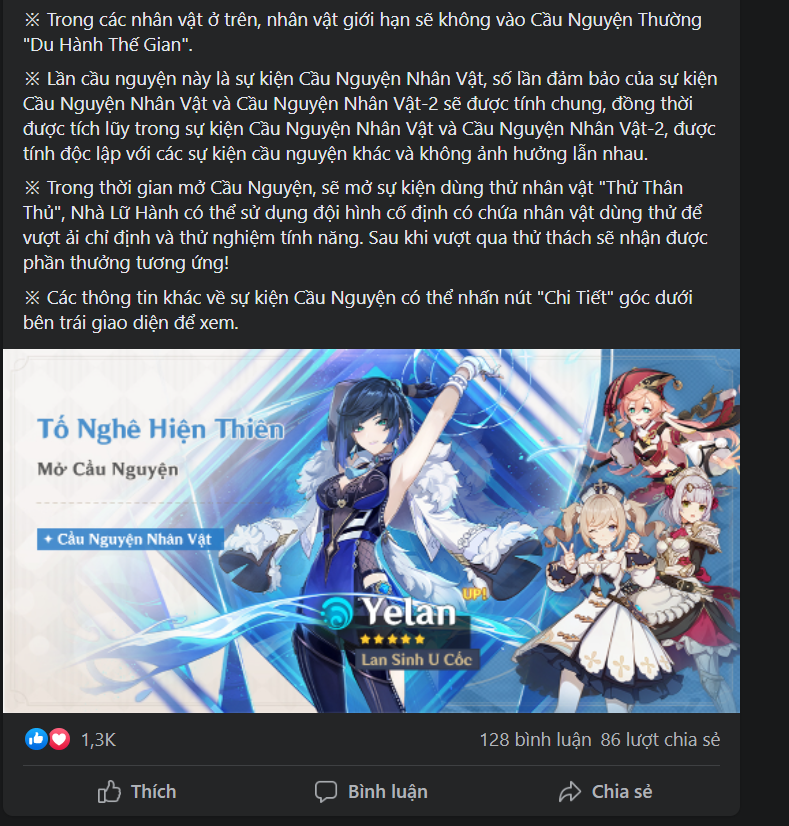 ※ Trong các nhân vật ở trên, nhân vật giới hạn sẽ không vào Cầu Nguyện Thường
"Du Hành Thế Gian".
※ Lần cầu nguyện này là sự kiện Cầu Nguyện Nhân Vật, số lần đảm bảo của sự kiện
Cầu Nguyện Nhân Vật và Cầu Nguyện Nhân Vật-2 sẽ được tính chung, đồng thời
được tích lũy trong sự kiện Cầu Nguyện Nhân Vật và Cầu Nguyện Nhân Vật-2, được
tính độc lập với các sự kiện cầu nguyện khác và không ảnh hưởng lẫn nhau.
※ Trong thời gian mở Cầu Nguyện, sẽ mở sự kiện dùng thử nhân vật "Thử Thân
Thủ", Nhà Lữ Hành có thể sử dụng đội hình cố định có chứa nhân vật dùng thử để
vượt ải chỉ định và thử nghiệm tính năng. Sau khi vượt qua thử thách sẽ nhận được
phần thưởng tương ứng!
※ Các thông tin khác về sự kiện Cầu Nguyện có thể nhấn nút "Chi Tiết" góc dưới
bên trái giao diện để xem.
Tố Nghê Hiện Thiên
Mở Cầu Nguyện
Cầu Nguyện Nhân Vật
UP!
Yelan
Lan Sinh U Cốc
1,3K
128 bình luận 86 lượt chia sẻ
Thích
Bình luận
Chia sẻ